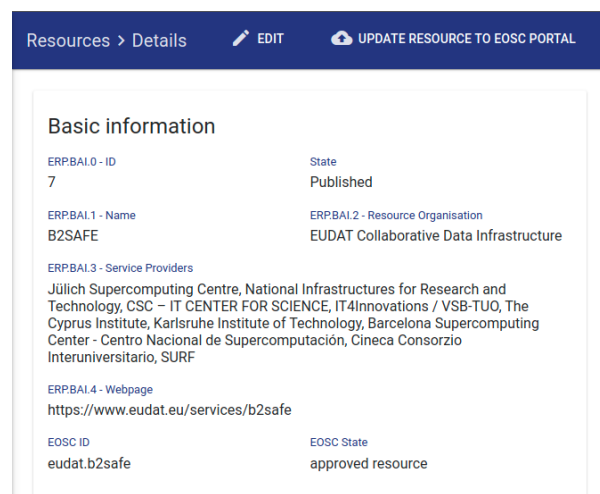 Resources > Details EDIT UPDATE RESOURCE TO EOSC PORTAL
Basic information
ERP.BAI.0 - ID State
7 Published
ERP.BAI.1 - Name ERP.BAI.2 - Resource Organisation
B2SAFE EUDAT Collaborative Data Infrastructure
ERP.BAI.3 - Service Providers
Jülich Supercomputing Centre, National Infrastructures for Research and
Technology, CSC – IT CENTER FOR SCIENCE, IT4Innovations / VSB-TUO, The
Cyprus Institute, Karlsruhe Institute of Technology, Barcelona Supercomputing
Center - Centro Nacional de Supercomputación, Cineca Consorzio
Interuniversitario, SURF
ERP.BAI.4 - Webpage
https://www.eudat.eu/services/b2safe
EOSC ID EOSC State
eudat.b2safe approved resource